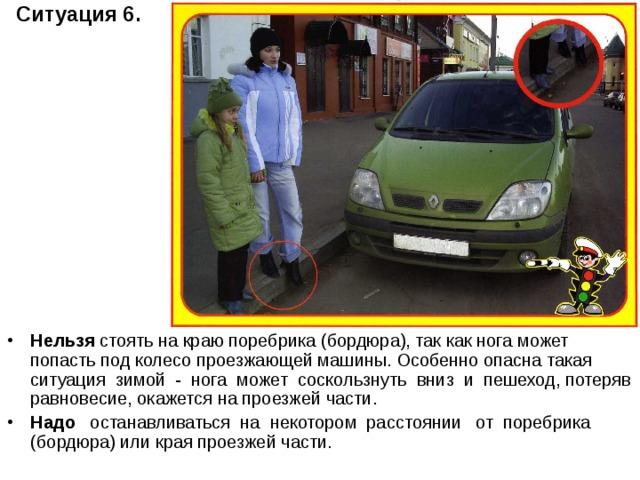 Ситуация 6.
• Нельзя стоять на краю поребрика (бордюра), так как нога может
попасть под колесо проезжающей машины. Особенно опасна такая
ситуация зимой - нога может соскользнуть вниз и пешеход, потеряв
равновесие, окажется на проезжей части.
• Надо останавливаться на некотором расстоянии от поребрика
(бордюра) или края проезжей части.